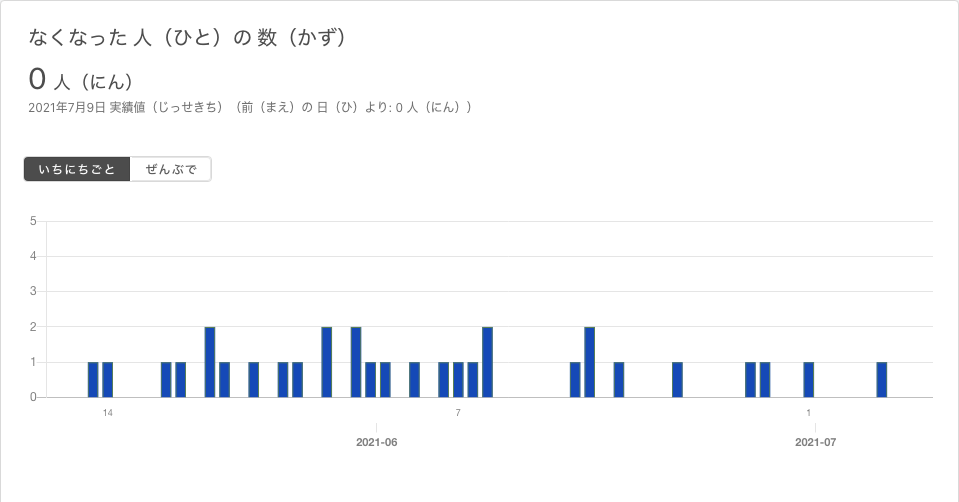 なくなった 人（ひと）の 数（かず）
0 人（にん）
2021年7月9日 実績値（じっせきち）（前（まえ）の 日（ひ）より: 0 人（にん））
いちにちごと ぜんぶで
5
4
3
2
1
0
14 7 1
2021-06 2021-07